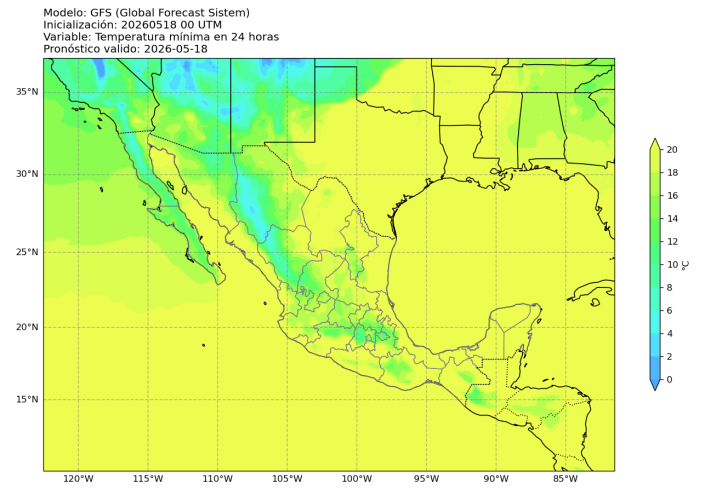 Modelo: GFS (Global Forecast Sistem)
Inicialización: 20260518 00 UTM
Variable: Temperatura mínima en 24 horas
Pronóstico valido: 2026-05-18
35°N
30°N
25°N
20°N
15°N
120°W 115°W 110°W 105°W 100°W 95°W 90°W 85°W
20
18
16
14
12
10
8
6
4
2
0
°C